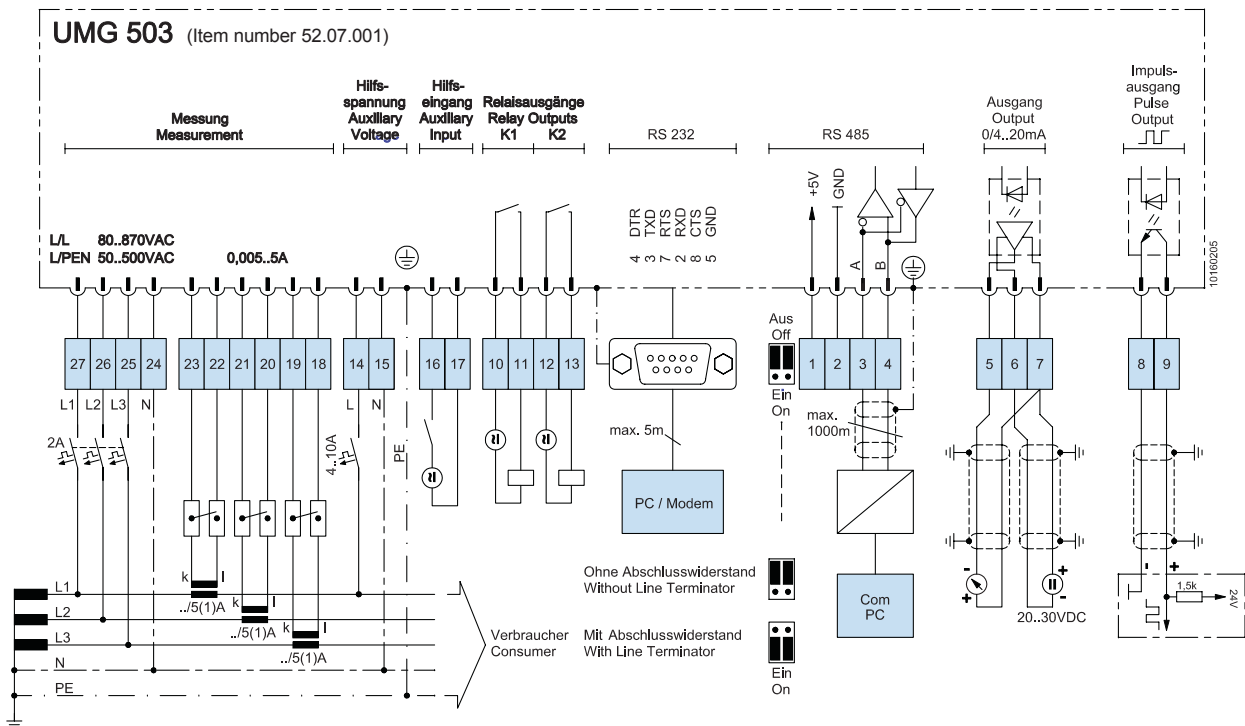 UMG 503 (Item number 52.07.001)
Messung
Measurement
Hilfs-
spannung
Auxiliary
Voltage
Hilfs-
eingang
Auxiliary
Input
Relaisausgänge
Relay Outputs
K1 K2
RS 232
RS 485
Ausgang
Output
0/4..20mA
Impuls-
ausgang
Pulse
Output
L/L 80..870VAC
L/PEN 50..500VAC
0,005..5A
4 DTR
3 TXD
7 RTS
2 RXD
8 CTS
5 GND
+5V
GND
A
B
10160205
27 26 25 24 23 22 21 20 19 18 14 15 16 17 10 11 12 13
Aus
Off
Ein
On
1 2 3 4 5 6 7 8 9
L1 L2 L3 N
L N
2A
4..10A
PE
max. 5m
max.
1000m
PC / Modem
k l
../5(1)A
k l
../5(1)A
k l
../5(1)A
L1
L2
L3
N
PE
Verbraucher
Consumer
Ohne Abschlusswiderstand
Without Line Terminator
Mit Abschlusswiderstand
With Line Terminator
Ein
On
Com
PC
-
+
+
-
20..30VDC
- +
1,5k
24V